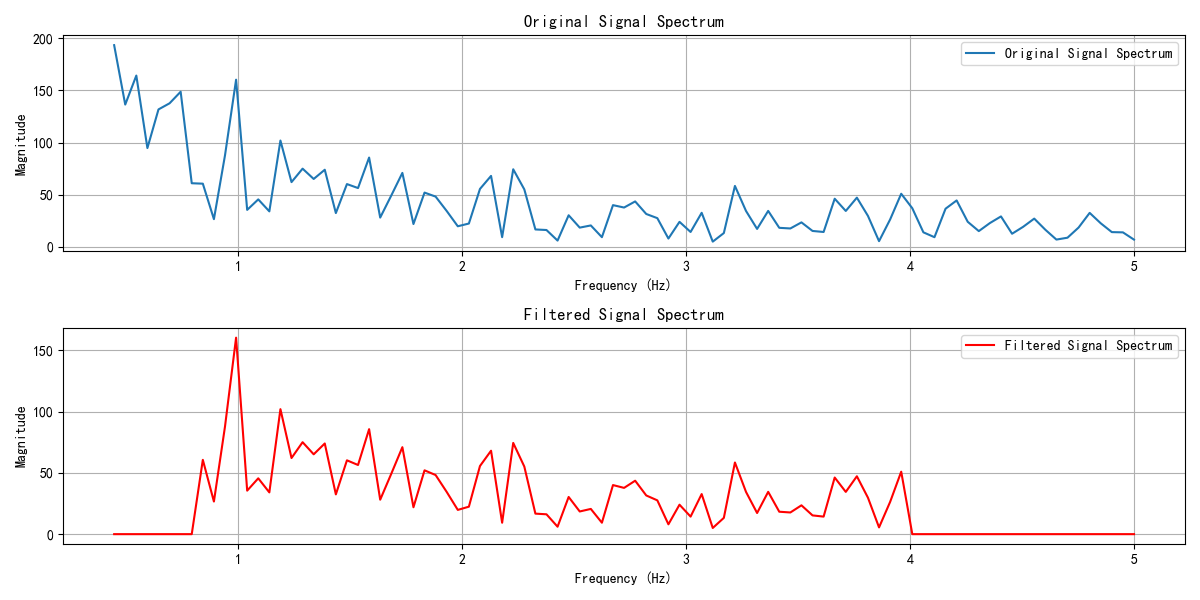 Original Signal Spectrum
200
150
100
50
0
Magnitude
Original Signal Spectrum
1 2 3 4 5
Frequency (Hz)
Filtered Signal Spectrum
150
100
50
0
Magnitude
Filtered Signal Spectrum
1 2 3 4 5
Frequency (Hz)